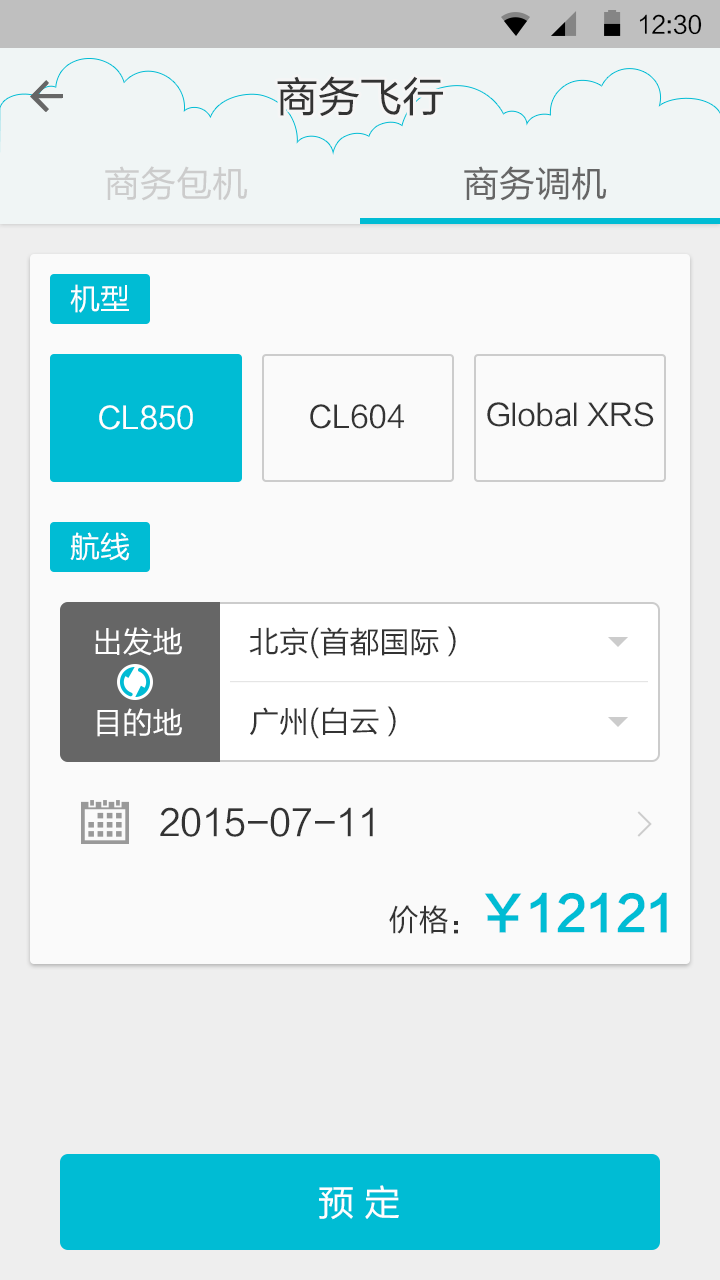 12:30
商务飞行
商务包机 商务调机
机型
CL850 CL604 Global XRS
航线
出发地 北京(首都国际 )
目的地 广州(白云 )
2015-07-11
价格: ￥12121
预 定